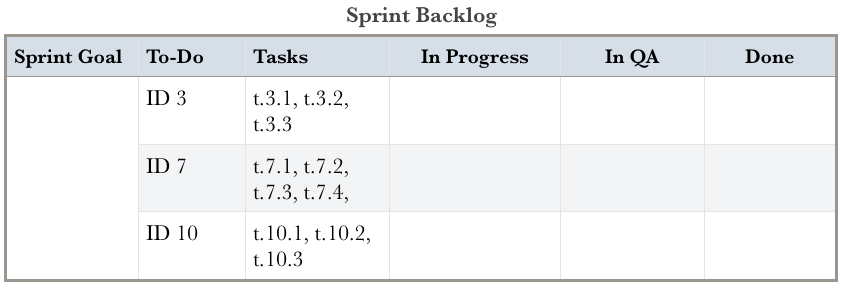 Sprint Backlog
Sprint Goal To-Do Tasks In Progress In QA Done
ID 3
t.3.1, t.3.2,
t.3.3
ID 7
t.7.1, t.7.2,
t.7.3, t.7.4,
ID 10
t.10.1, t.10.2,
t.10.3